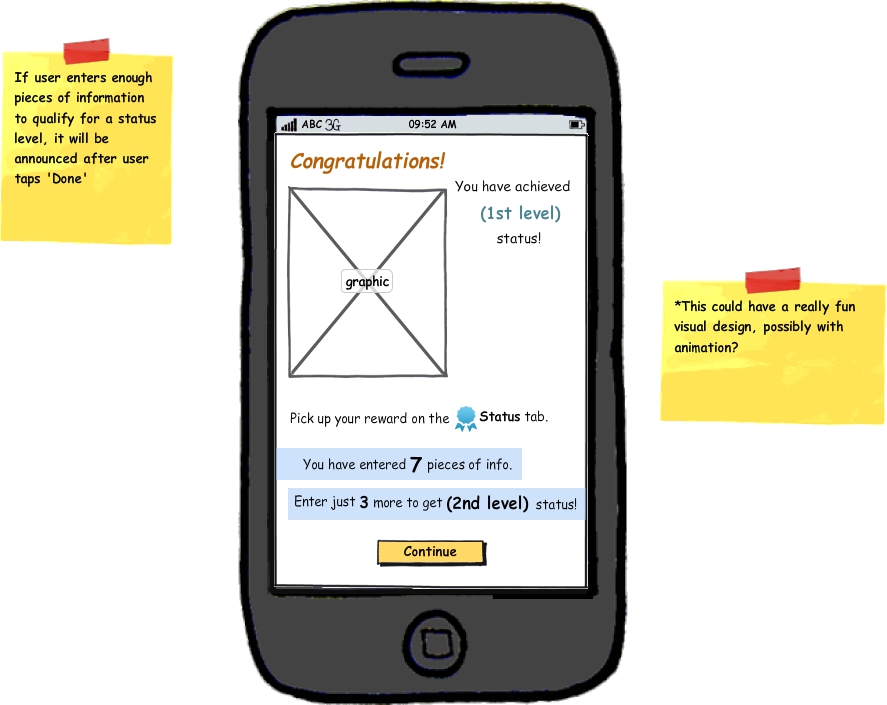 If user enters enough
pieces of information
to qualify for a status
level, it will be
announced after user
taps 'Done'
ABC 3G 09:52 AM
Congratulations!
You have achieved
(1st level)
status!
graphic
Pick up your reward on the Status tab.
You have entered 7 pieces of info.
Enter just 3 more to get (2nd level) status!
Continue
*This could have a really fun
visual design, possibly with
animation?